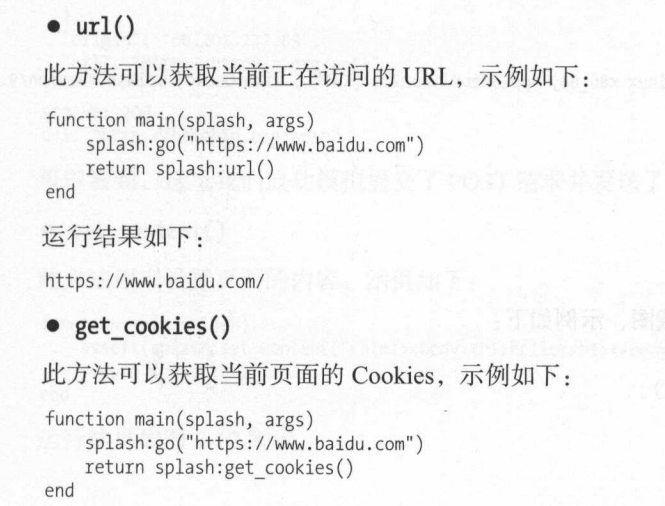 ● url()
此方法可以获取当前正在访问的 URL，示例如下：
function main(splash, args)
    splash:go("https://www.baidu.com")
    return splash:url()
end
运行结果如下：
https://www.baidu.com/
● get_cookies()
此方法可以获取当前页面的 Cookies，示例如下：
function main(splash, args)
    splash:go("https://www.baidu.com")
    return splash:get_cookies()
end